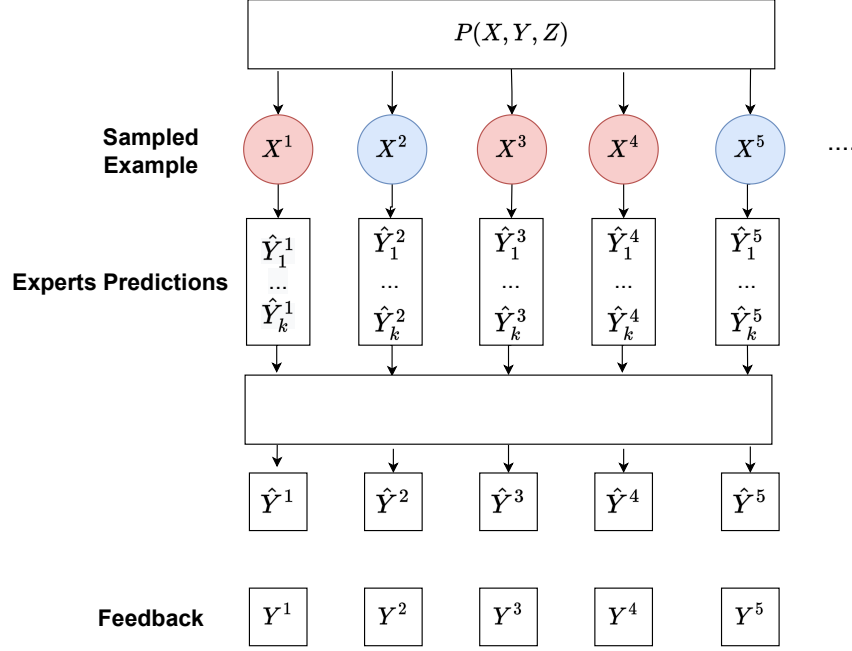 P(X, Y, Z)
Sampled Example
X^1 X^2 X^3 X^4 X^5 ....
Experts Predictions
Ŷ_1^1 Ŷ_1^2 Ŷ_1^3 Ŷ_1^4 Ŷ_1^5
... ... ... ... ...
Ŷ_k^1 Ŷ_k^2 Ŷ_k^3 Ŷ_k^4 Ŷ_k^5
Ŷ^1 Ŷ^2 Ŷ^3 Ŷ^4 Ŷ^5
Feedback
Y^1 Y^2 Y^3 Y^4 Y^5